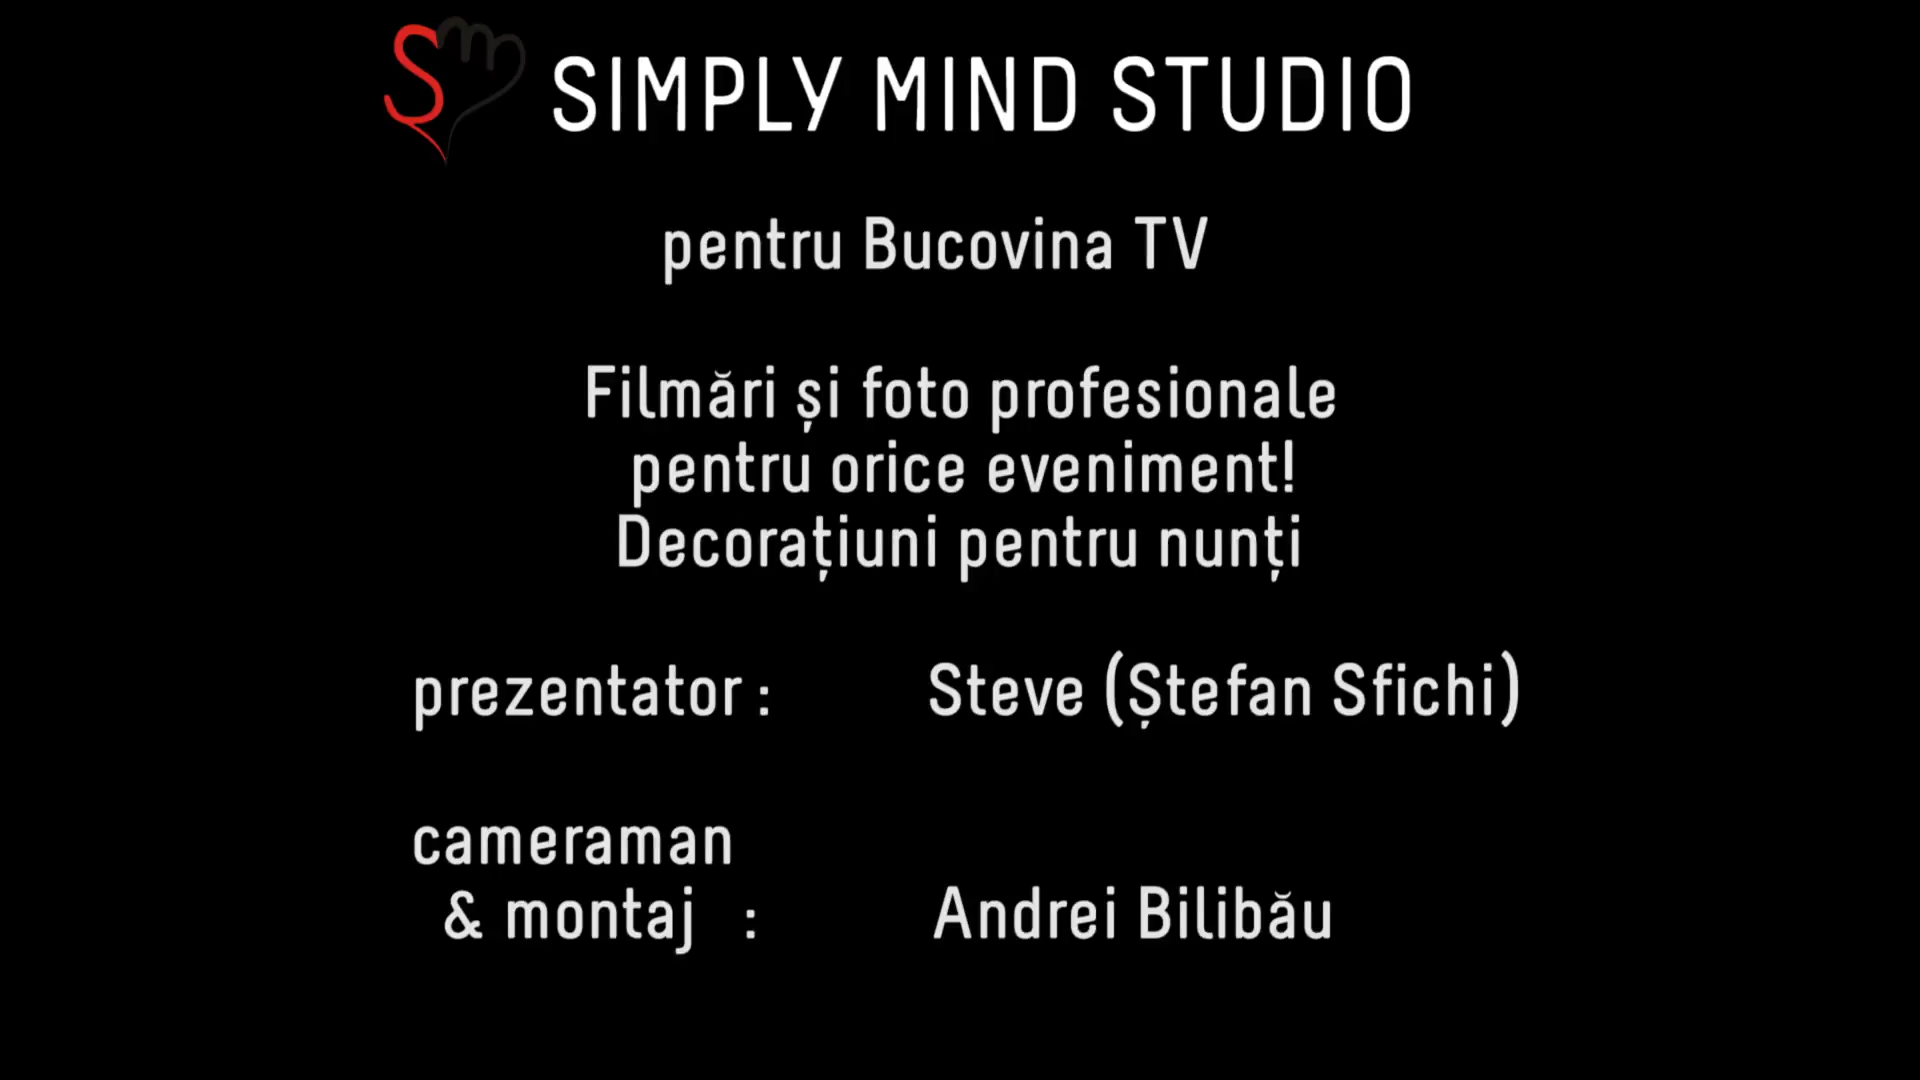 SIMPLY MIND STUDIO
pentru Bucovina TV
Filmări și foto profesionale
pentru orice eveniment!
Decorațiuni pentru nunți
prezentator : Steve (Ștefan Sfichi)
cameraman
& montaj : Andrei Bilibău